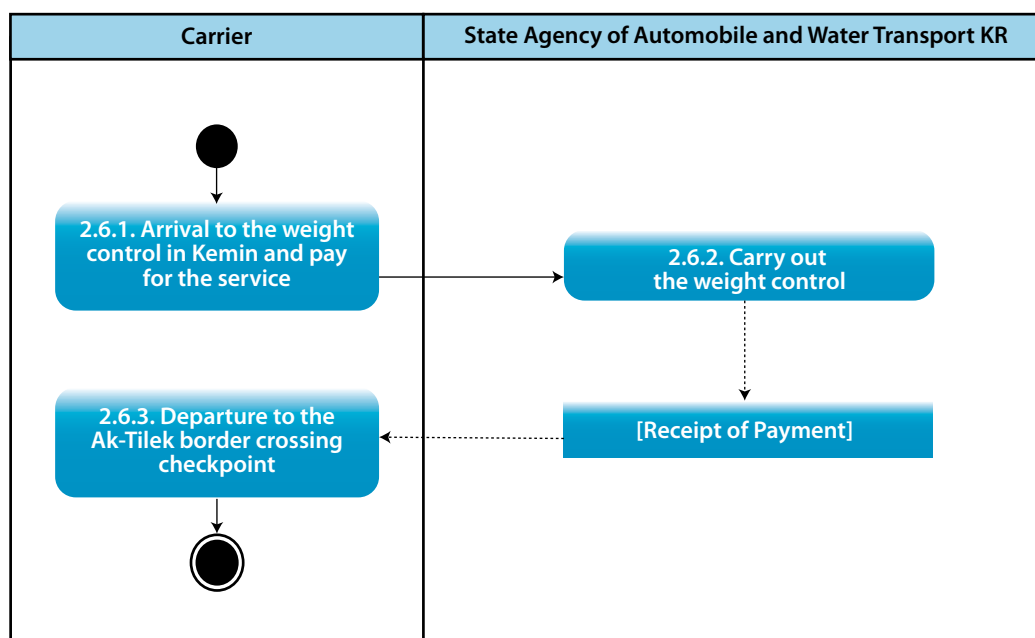 Carrier
State Agency of Automobile and Water Transport KR
2.6.1. Arrival to the weight
control in Kemin and pay
for the service
2.6.2. Carry out
the weight control
2.6.3. Departure to the
Ak-Tilek border crossing
checkpoint
[Receipt of Payment]